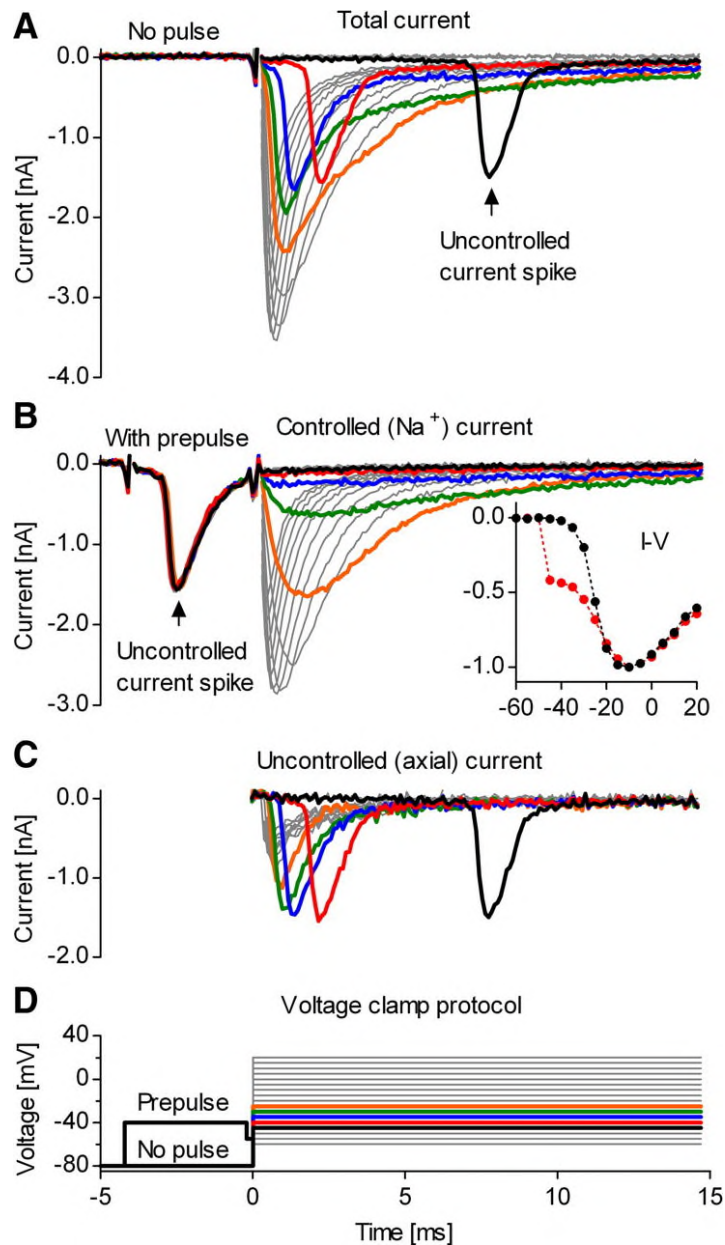 A
Total current
No pulse
0.0
-1.0
-2.0
-3.0
-4.0
Current [nA]
Uncontrolled
current spike
B
With prepulse
Controlled (Na+) current
0.0
-1.0
-2.0
-3.0
Current [nA]
Uncontrolled
current spike
I-V
0.0
-0.5
-1.0
-60 -40 -20 0 20
C
Uncontrolled (axial) current
0.0
-1.0
-2.0
Current [nA]
D
Voltage clamp protocol
40
0
-40
-80
Voltage [mV]
Prepulse
No pulse
-5 0 5 10 15
Time [ms]